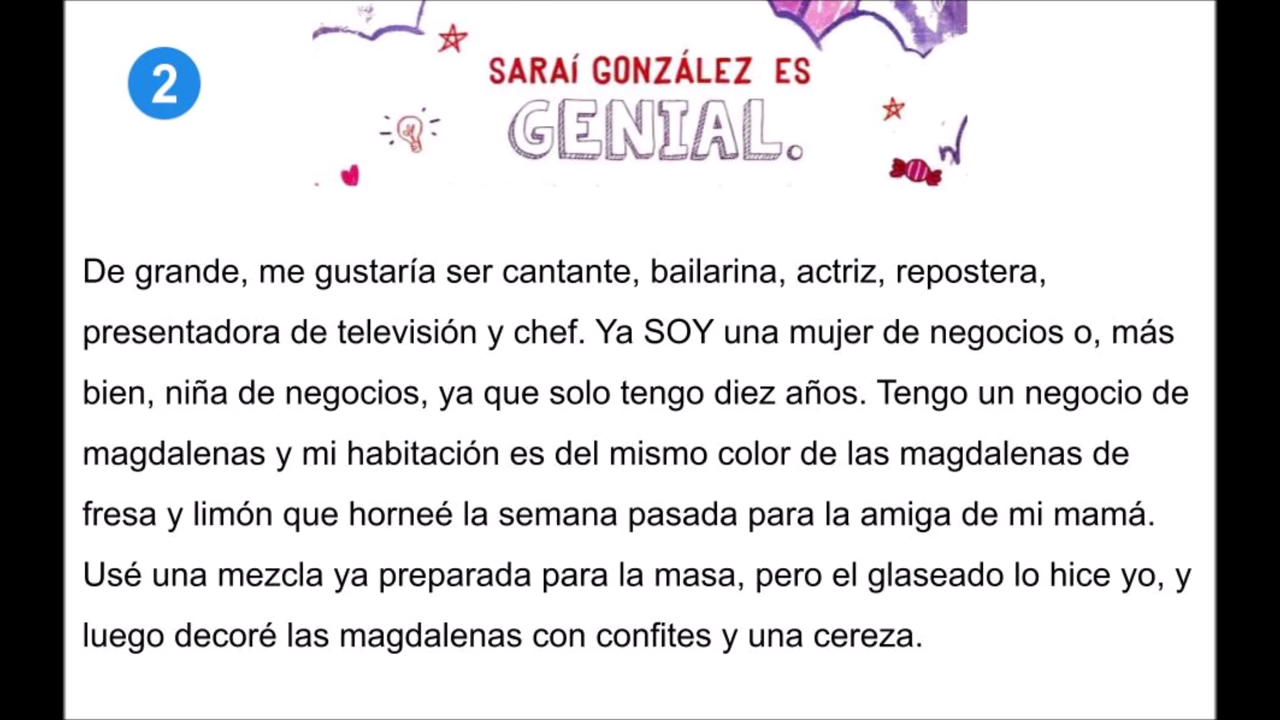 2
SARAÍ GONZÁLEZ ES
GENIAL.
De grande, me gustaría ser cantante, bailarina, actriz, repostera,
presentadora de televisión y chef. Ya SOY una mujer de negocios o, más
bien, niña de negocios, ya que solo tengo diez años. Tengo un negocio de
magdalenas y mi habitación es del mismo color de las magdalenas de
fresa y limón que horneé la semana pasada para la amiga de mi mamá.
Usé una mezcla ya preparada para la masa, pero el glaseado lo hice yo, y
luego decoré las magdalenas con confites y una cereza.